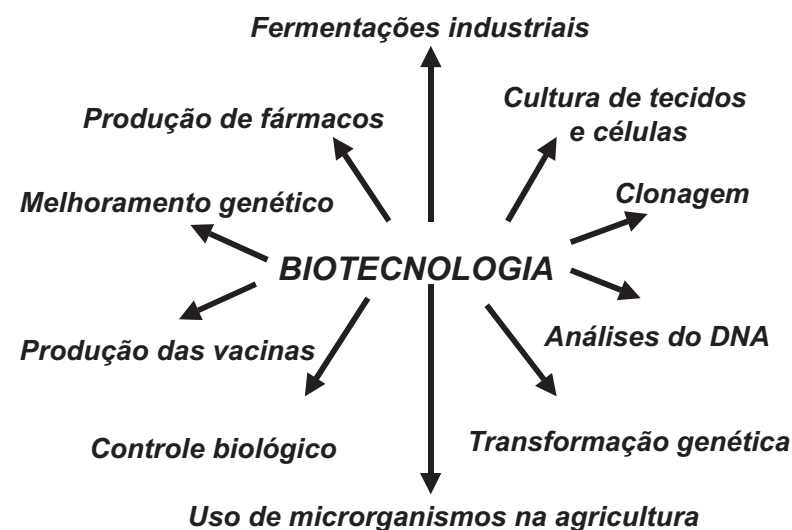 Fermentações industriais
Cultura de tecidos
e células
Produção de fármacos
Clonagem
Melhoramento genético
BIOTECNOLOGIA
Análises do DNA
Produção das vacinas
Transformação genética
Controle biológico
Uso de microrganismos na agricultura